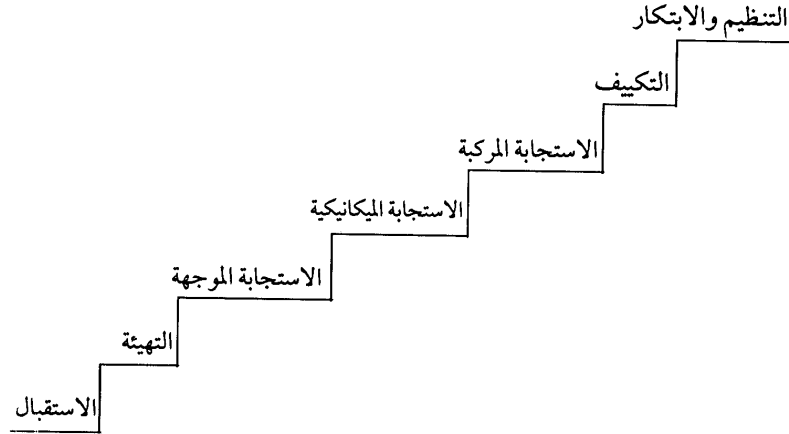 التنظيم والابتكار
التكييف
الاستجابة المركبة
الاستجابة الميكانيكية
الاستجابة الموجهة
التهيئة
الاستقبال